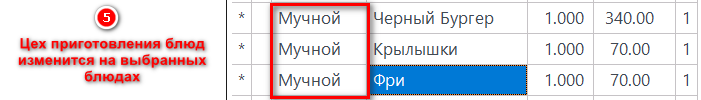 5
Цех приготовления блюд
изменится на выбранных
блюдах
* Мучной Черный Бургер 1.000 340.00 1
* Мучной Крылышки 1.000 70.00 1
* Мучной Фри 1.000 70.00 1